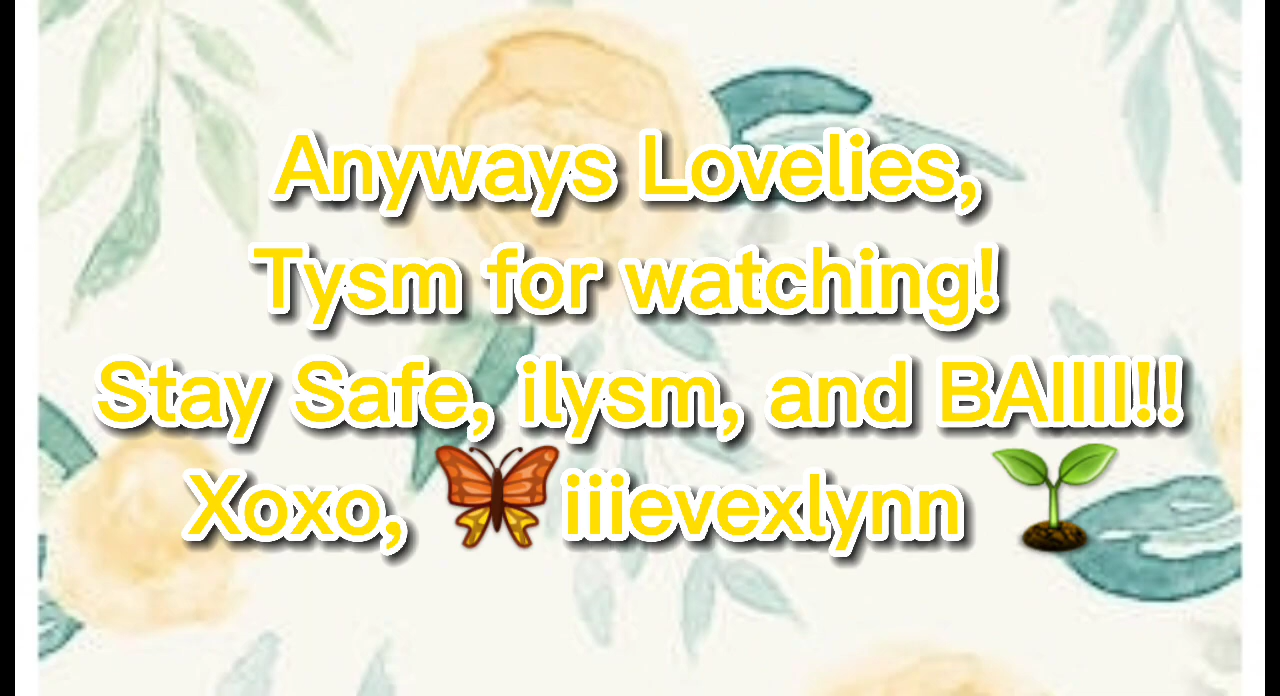 Anyways Lovelies,
Tysm for watching!
Stay Safe, ilysm, and BAIIII!!
Xoxo, 🦋iiievexlynn 🌱